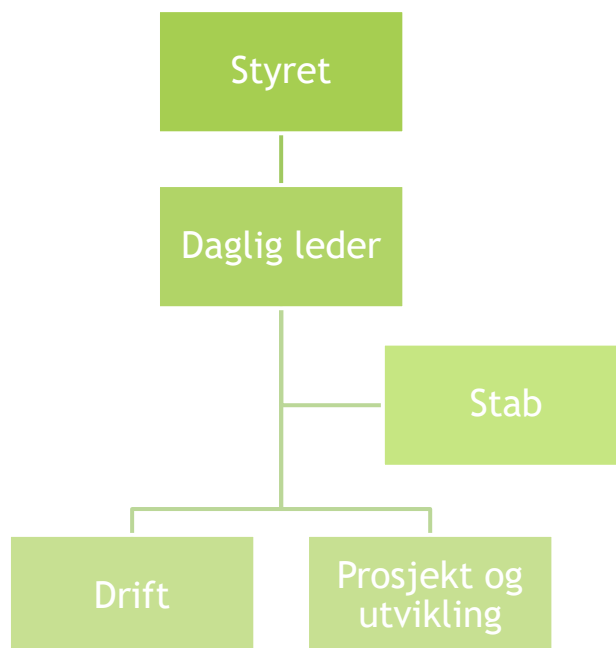 Styret
Daglig leder
Stab
Drift
Prosjekt og
utvikling